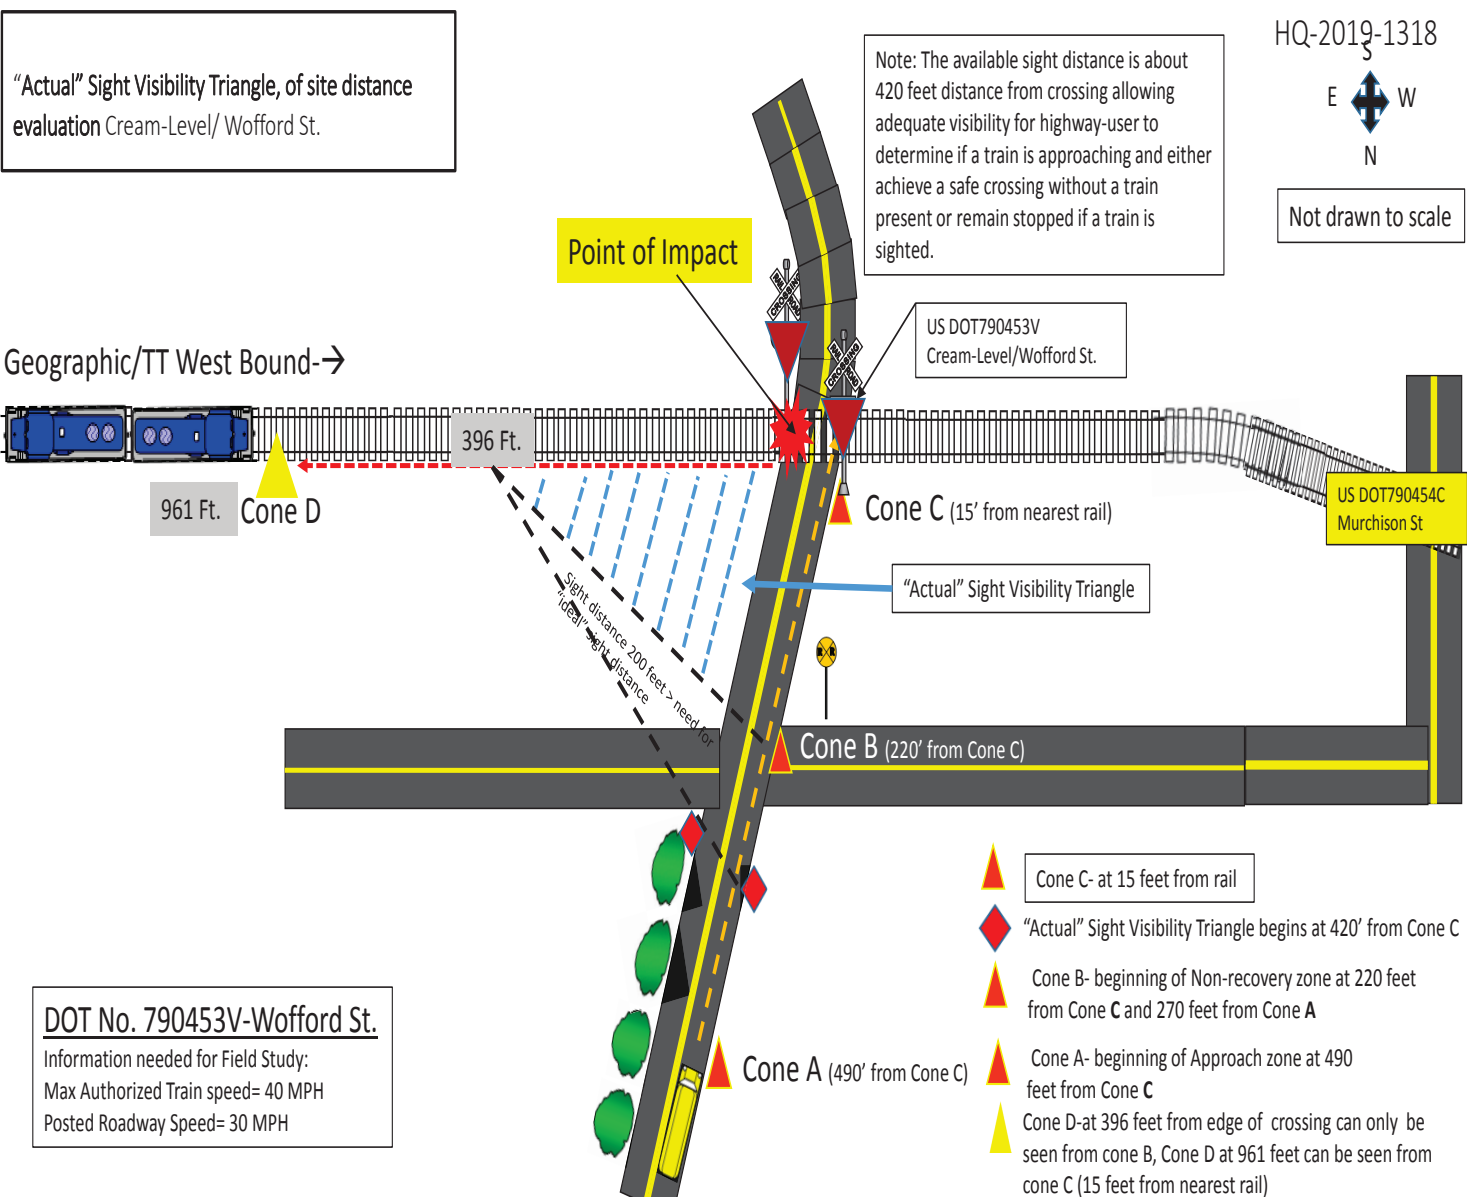 HQ-2019-1318
"Actual" Sight Visibility Triangle, of site distance
evaluation Cream-Level/ Wofford St.
Note: The available sight distance is about
420 feet distance from crossing allowing
adequate visibility for highway-user to
determine if a train is approaching and either
achieve a safe crossing without a train
present or remain stopped if a train is
sighted.
S
E W
N
Not drawn to scale
Point of Impact
RAIL ROAD
CROSSING
US DOT790453V
Cream-Level/Wofford St.
RAIL ROAD
CROSSING
Geographic/TT West Bound-→
396 Ft.
961 Ft.
Cone D
Cone C (15' from nearest rail)
US DOT790454C
Murchison St
"Actual" Sight Visibility Triangle
Sight distance 200 feet > need for
"ideal" sight distance
R R
Cone B (220' from Cone C)
Cone A (490' from Cone C)
Cone C- at 15 feet from rail
"Actual" Sight Visibility Triangle begins at 420' from Cone C
Cone B- beginning of Non-recovery zone at 220 feet
from Cone C and 270 feet from Cone A
Cone A- beginning of Approach zone at 490
feet from Cone C
Cone D-at 396 feet from edge of crossing can only be
seen from cone B, Cone D at 961 feet can be seen from
cone C (15 feet from nearest rail)
DOT No. 790453V-Wofford St.
Information needed for Field Study:
Max Authorized Train speed= 40 MPH
Posted Roadway Speed= 30 MPH